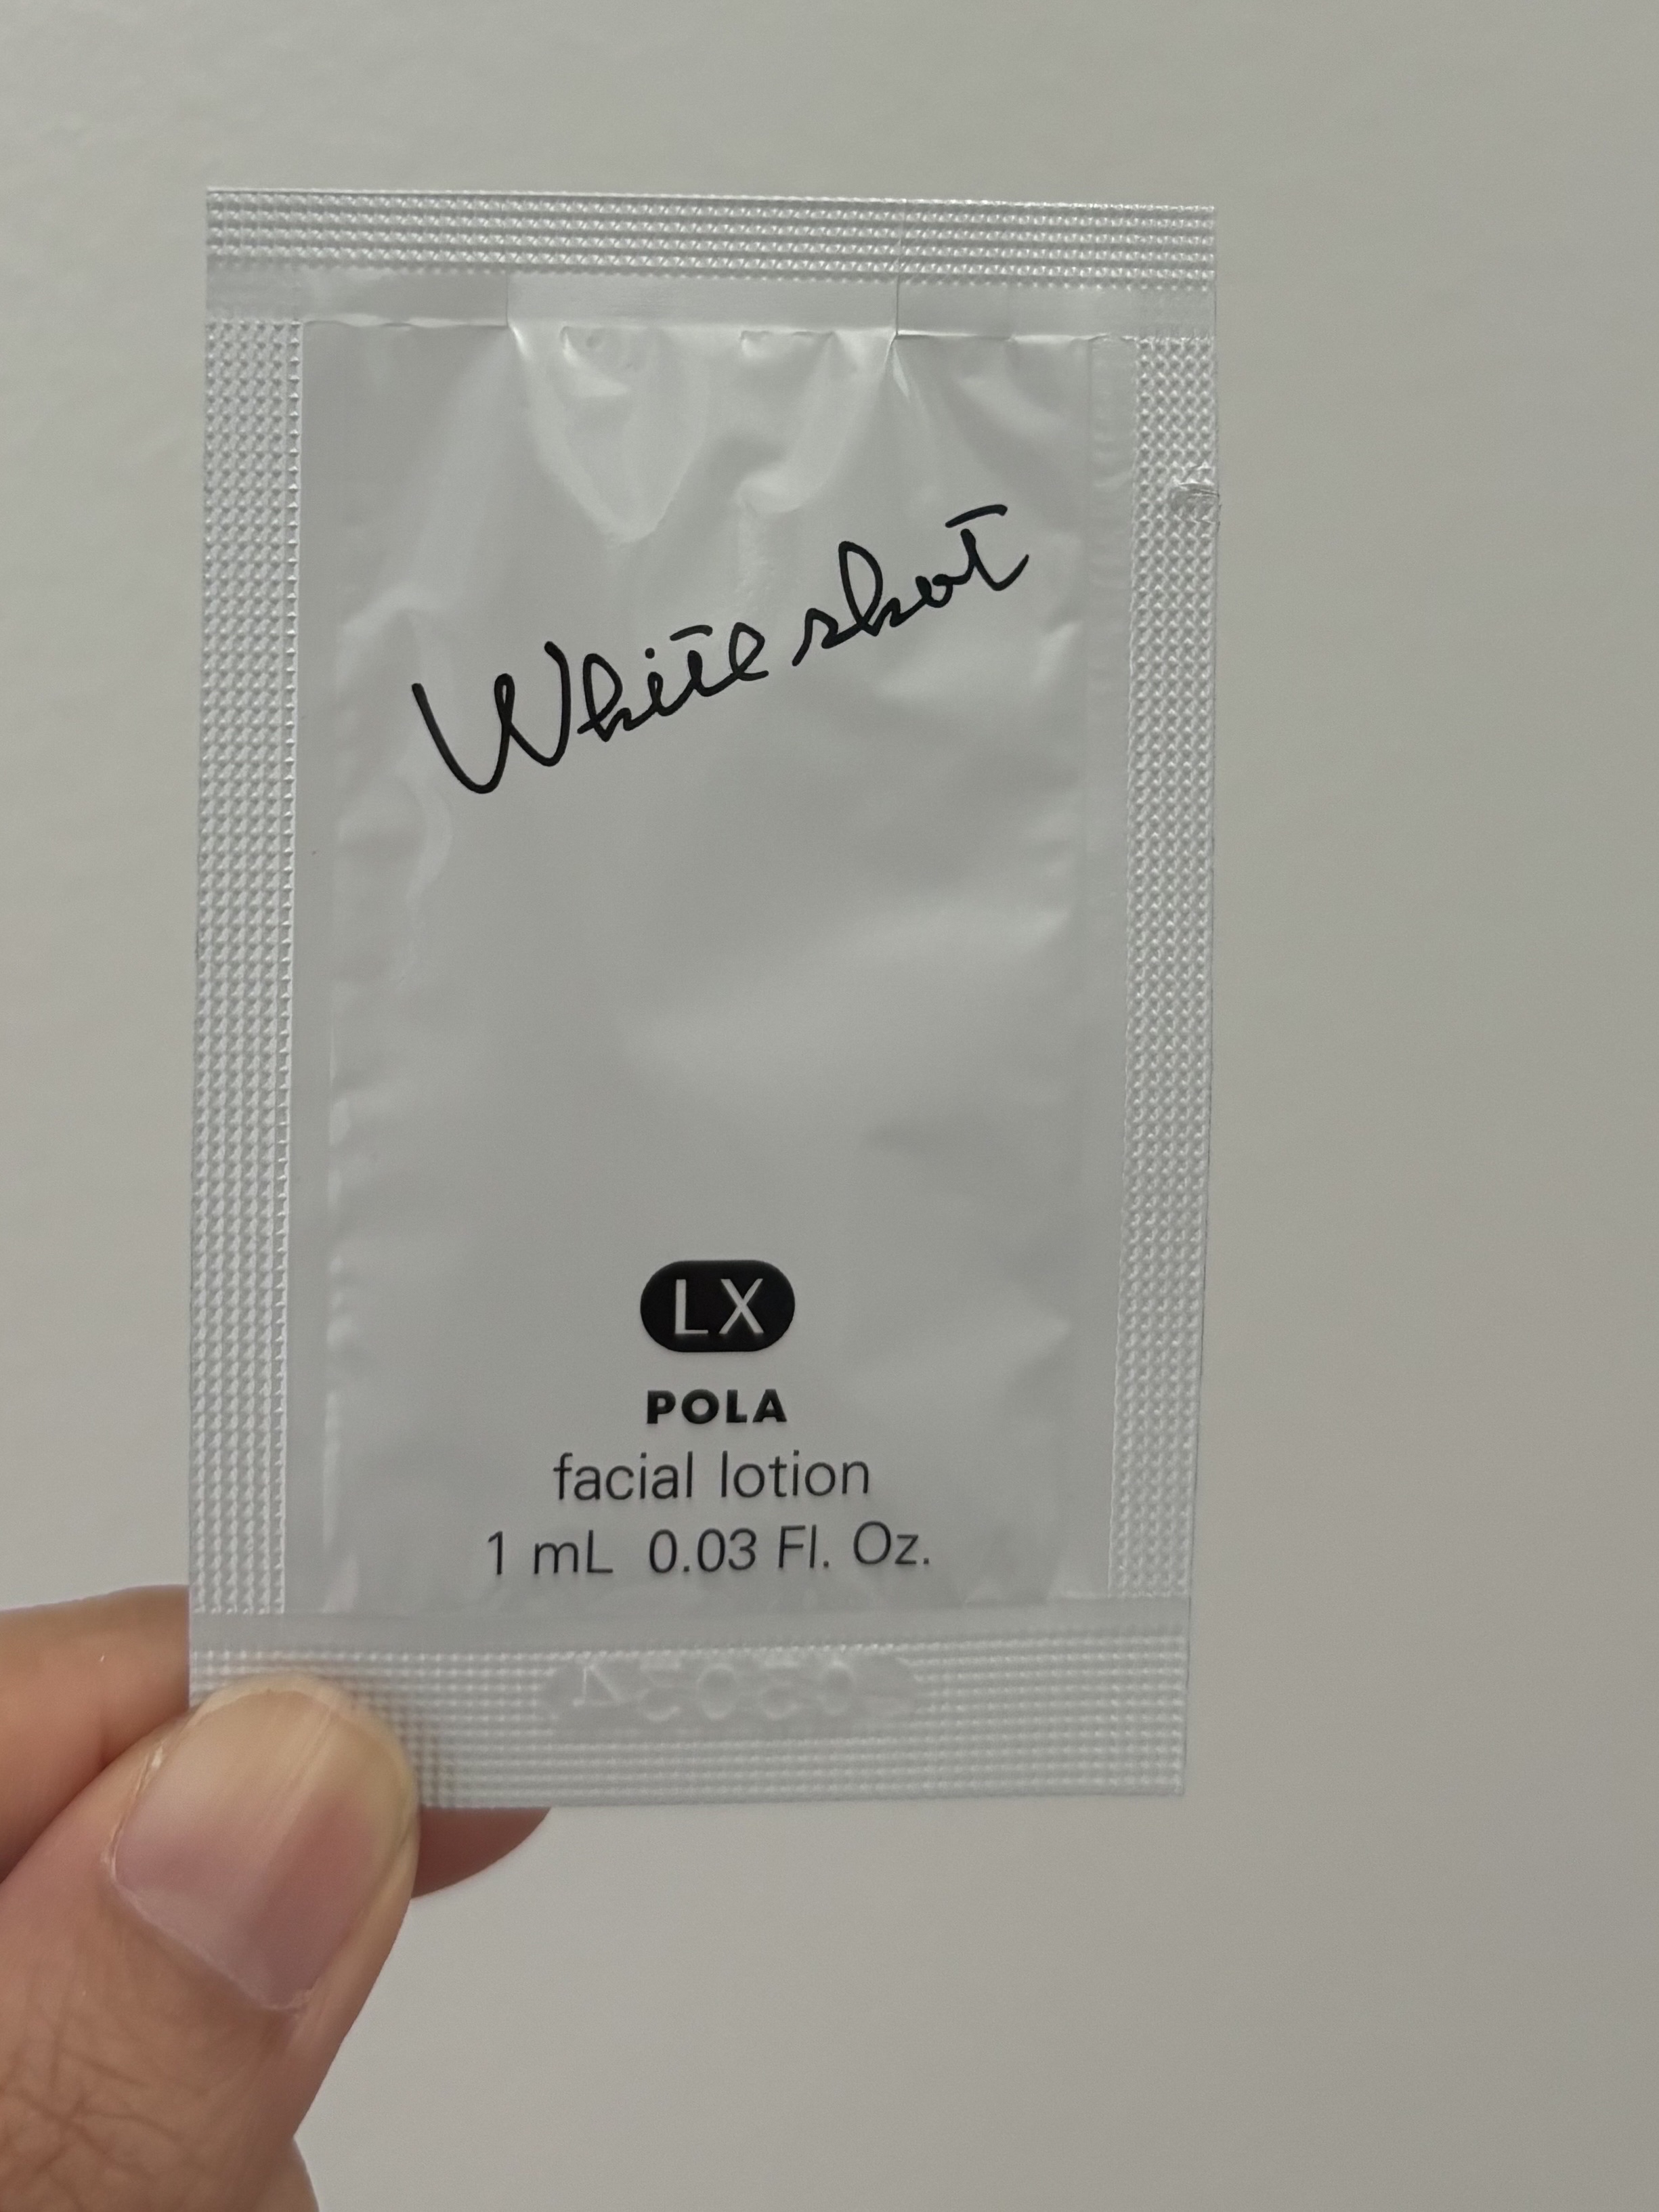 White shot
LX
POLA
facial lotion
1 mL 0.03 Fl. Oz.